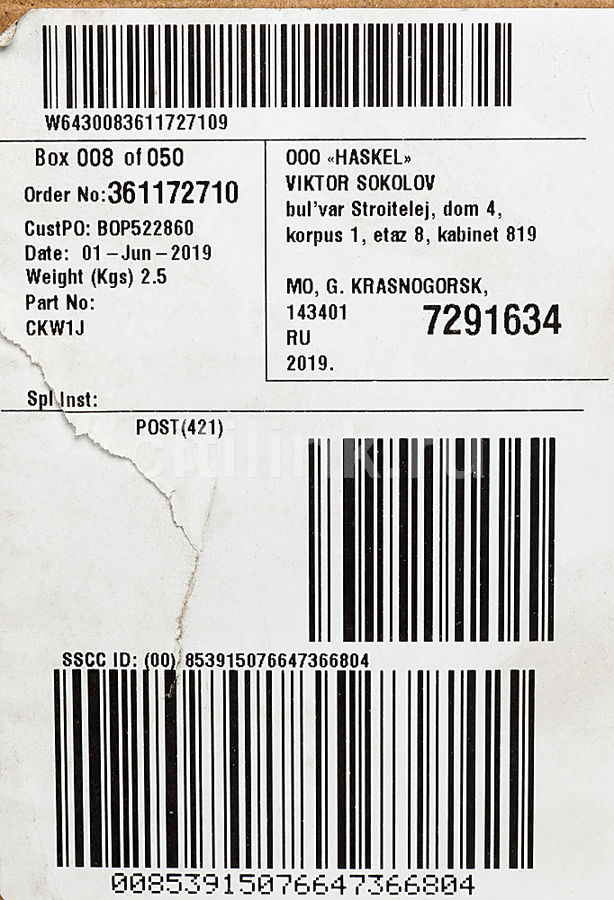 W6430083611727109
Box 008 of 050
Order No:361172710
CustPO: BOP522860
Date: 01-Jun-2019
Weight (Kgs) 2.5
Part No:
CKW1J
OOO «HASKEL»
VIKTOR SOKOLOV
bul'var Stroitelej, dom 4,
korpus 1, etaz 8, kabinet 819
MO, G. KRASNOGORSK,
143401
7291634
RU
2019.
Spl Inst:
POST(421)
citilink.ru
SSCC ID: (00) 853915076647366804
00853915076647366804